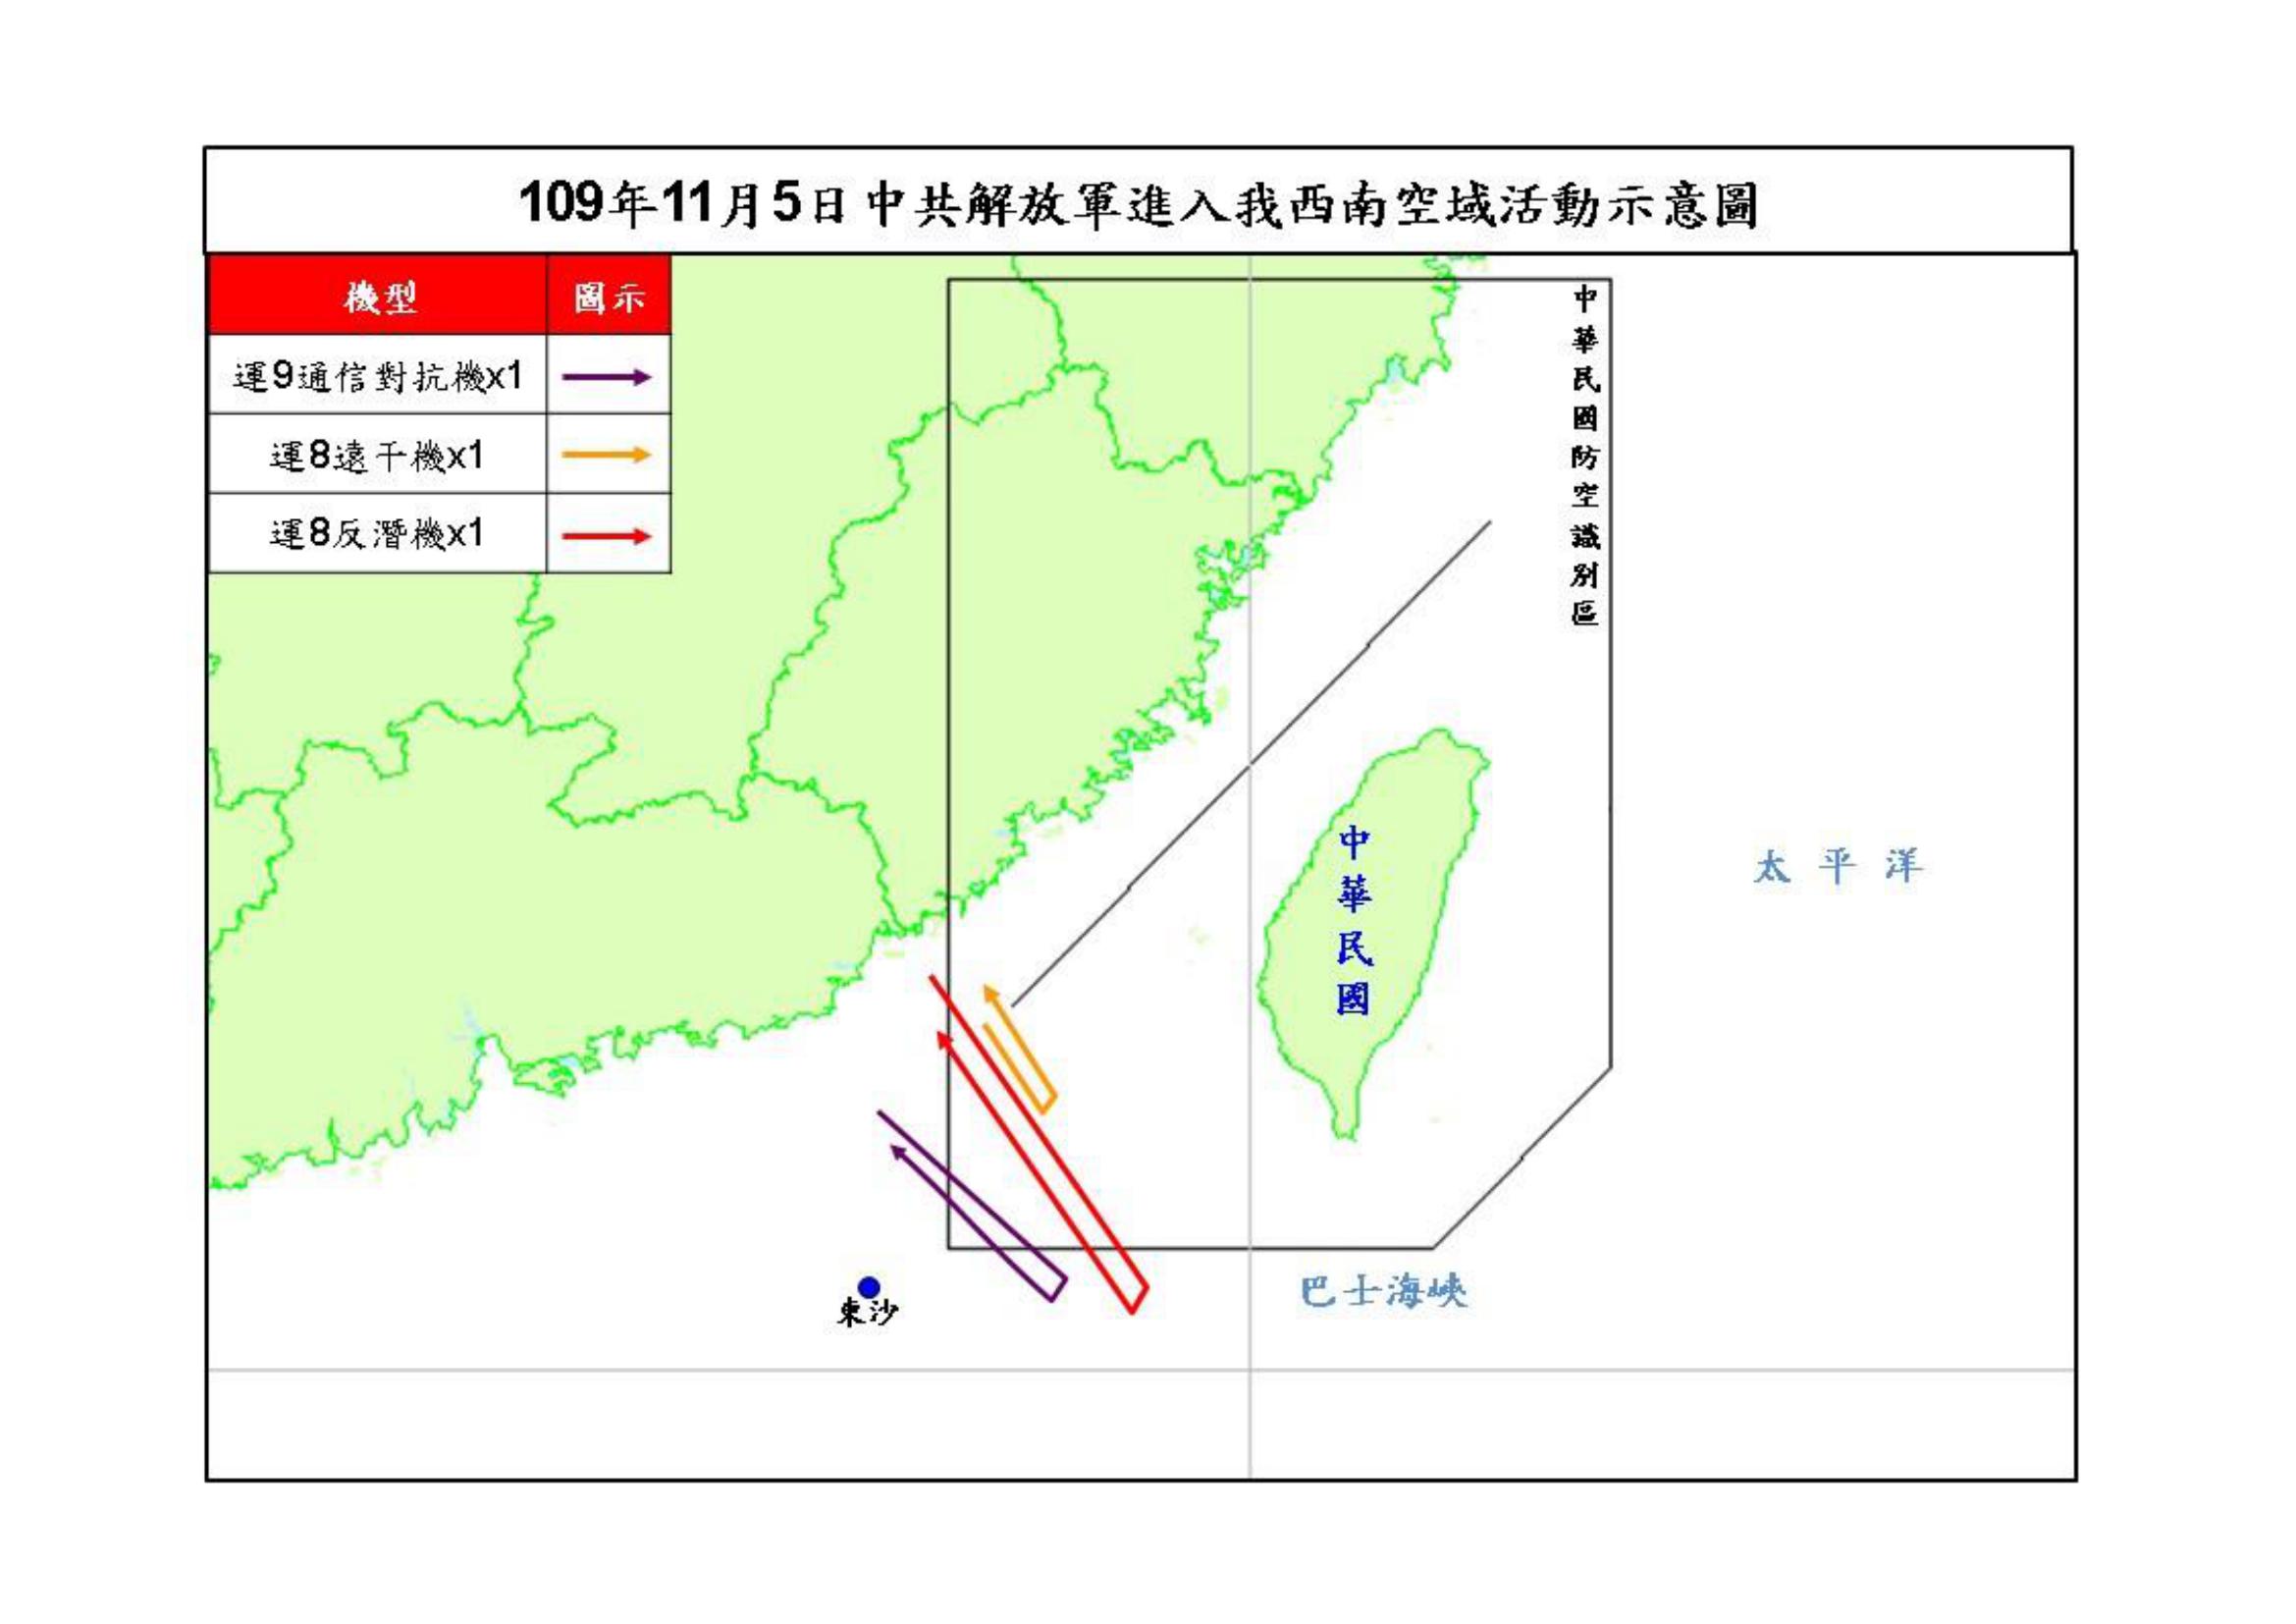 109年11月5日中共解放軍進入我西南空域活動示意圖
機型 圖示
運9通信對抗機x1
運8遠干機x1
運8反潛機x1
中華民國防空識別區
中華民國
太平洋
巴士海峽
東沙